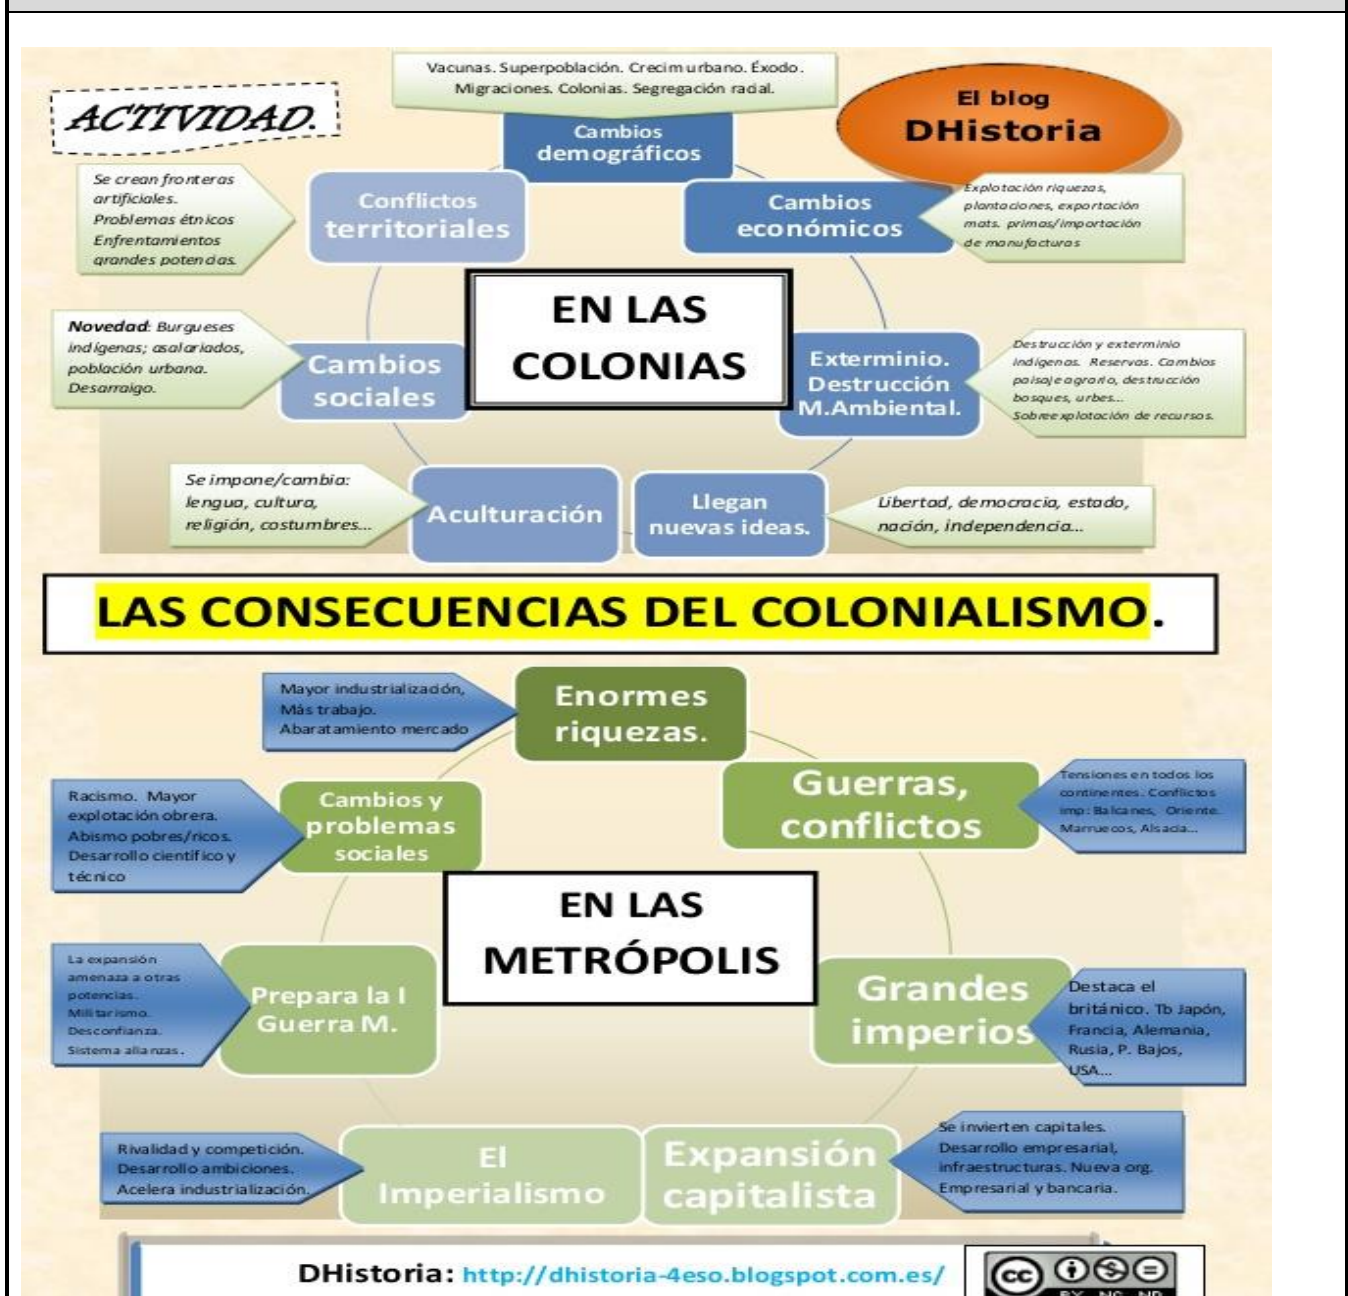 ACTIVIDAD.
Vacunas. Superpoblación. Crecim urbano. Éxodo.
Migraciones. Colonias. Segregación racial.
El blog
DHistoria
Cambios
demográficos
Se crean fronteras
artificiales.
Problemas étnicos
Enfrentamientos
grandes potencias.
Conflictos
territoriales
Cambios
económicos
Explotación riquezas,
plantaciones, exportación
mats. primas/importación
de manufacturas
EN LAS
COLONIAS
Novedad: Burgueses
indígenas; asalariados,
población urbana.
Desarraigo.
Cambios
sociales
Exterminio.
Destrucción
M.Ambiental.
Destrucción y exterminio
indígenas. Reservas. Cambios
paisaje agrario, destrucción
bosques, urbes...
Sobreexplotación de recursos.
Se impone/cambia:
lengua, cultura,
religión, costumbres...
Aculturación
Llegan
nuevas ideas.
Libertad, democracia, estado,
nación, independencia...
LAS CONSECUENCIAS DEL COLONIALISMO.
Mayor industrialización,
Más trabajo.
Abaratamiento mercado
Enormes
riquezas.
Guerras,
conflictos
Tensiones en todos los
continentes. Conflictos
imp: Balcanes, Oriente.
Marruecos, Alsacia...
Racismo. Mayor
explotación obrera.
Abismo pobres/ricos.
Desarrollo científico y
técnico
Cambios y
problemas
sociales
EN LAS
METRÓPOLIS
La expansión
amenaza a otras
potencias.
Militarismo.
Desconfianza.
Sistema alianzas.
Prepara la I
Guerra M.
Grandes
imperios
Destaca el
británico. Tb Japón,
Francia, Alemania,
Rusia, P. Bajos,
USA...
Rivalidad y competición.
Desarrollo ambiciones.
Acelera industrialización.
El
Imperialismo
Expansión
capitalista
Se invierten capitales.
Desarrollo empresarial,
infraestructuras. Nueva org.
Empresarial y bancaria.
DHistoria: http://dhistoria-4eso.blogspot.com.es/
cc
BY NC ND